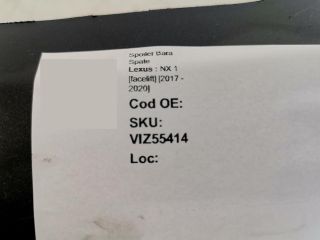 Spoiler Bara
Spate
Lexus : NX 1
[facelift] [2017 -
2020]
Cod OE:
SKU:
VIZ55414
Loc: